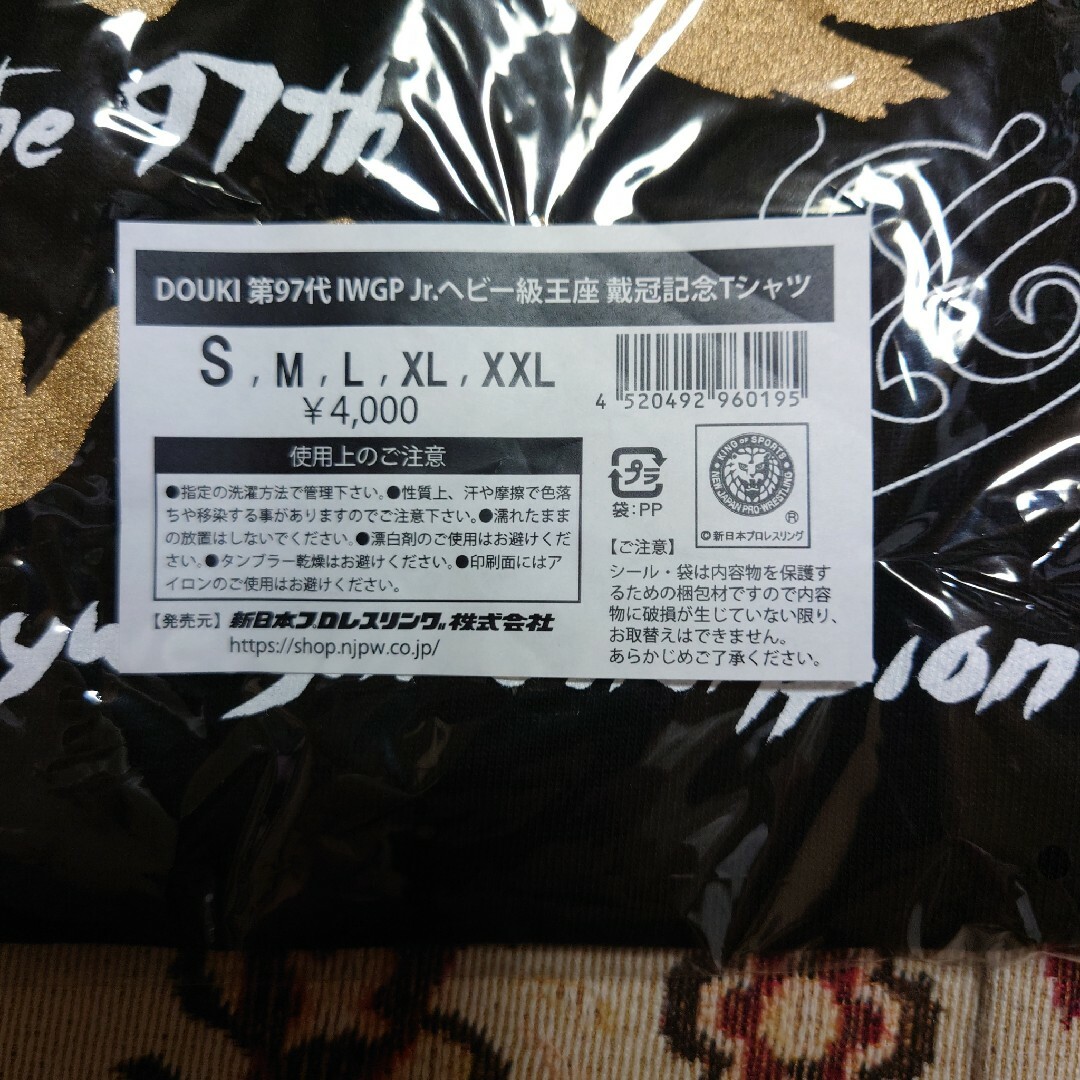 the 97th
DOUKI 第97代 IWGP Jr.ヘビー級王座 戴冠記念Tシャツ
S , M , L , XL , XXL
￥4,000
4 520492 960195
使用上のご注意
●指定の洗濯方法で管理下さい。●性質上、汗や摩擦で色落
ちや移染する事がありますのでご注意下さい。●濡れたまま
の放置はしないでください。●漂白剤のご使用はお避けくだ
さい。●タンブラー乾燥はお避けください。●印刷面にはア
イロンのご使用はお避けください。
【発売元】 新日本プロレスリング株式会社
https://shop.njpw.co.jp/
プラ
袋：PP
KING OF SPORTS
NEW JAPAN PRO-WRESTLING
®
©新日本プロレスリング
【ご注意】
シール・袋は内容物を保護す
るための梱包材ですので内容
物に破損が生じていない限り、
お取替えはできません。
あらかじめご了承ください。